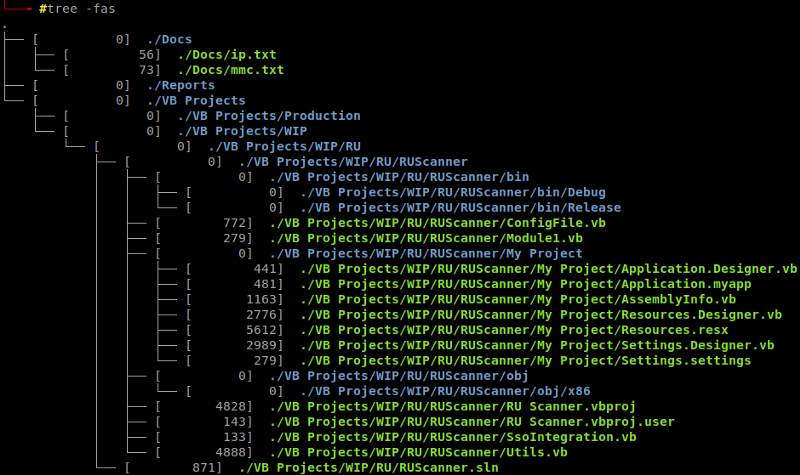 #tree -fas
.
├── [          0]  ./Docs
│   ├── [         56]  ./Docs/ip.txt
│   └── [         73]  ./Docs/mmc.txt
├── [          0]  ./Reports
└── [          0]  ./VB Projects
    ├── [          0]  ./VB Projects/Production
    └── [          0]  ./VB Projects/WIP
        └── [          0]  ./VB Projects/WIP/RU
            ├── [          0]  ./VB Projects/WIP/RU/RUScanner
            │   ├── [          0]  ./VB Projects/WIP/RU/RUScanner/bin
            │   │   ├── [          0]  ./VB Projects/WIP/RU/RUScanner/bin/Debug
            │   │   └── [          0]  ./VB Projects/WIP/RU/RUScanner/bin/Release
            │   ├── [        772]  ./VB Projects/WIP/RU/RUScanner/ConfigFile.vb
            │   ├── [        279]  ./VB Projects/WIP/RU/RUScanner/Module1.vb
            │   ├── [          0]  ./VB Projects/WIP/RU/RUScanner/My Project
            │   │   ├── [        441]  ./VB Projects/WIP/RU/RUScanner/My Project/Application.Designer.vb
            │   │   ├── [        481]  ./VB Projects/WIP/RU/RUScanner/My Project/Application.myapp
            │   │   ├── [       1163]  ./VB Projects/WIP/RU/RUScanner/My Project/AssemblyInfo.vb
            │   │   ├── [       2776]  ./VB Projects/WIP/RU/RUScanner/My Project/Resources.Designer.vb
            │   │   ├── [       5612]  ./VB Projects/WIP/RU/RUScanner/My Project/Resources.resx
            │   │   ├── [       2989]  ./VB Projects/WIP/RU/RUScanner/My Project/Settings.Designer.vb
            │   │   └── [        279]  ./VB Projects/WIP/RU/RUScanner/My Project/Settings.settings
            │   ├── [          0]  ./VB Projects/WIP/RU/RUScanner/obj
            │   │   └── [          0]  ./VB Projects/WIP/RU/RUScanner/obj/x86
            │   ├── [       4828]  ./VB Projects/WIP/RU/RUScanner/RU Scanner.vbproj
            │   ├── [        143]  ./VB Projects/WIP/RU/RUScanner/RU Scanner.vbproj.user
            │   ├── [        133]  ./VB Projects/WIP/RU/RUScanner/SsoIntegration.vb
            │   └── [       4888]  ./VB Projects/WIP/RU/RUScanner/Utils.vb
            └── [        871]  ./VB Projects/WIP/RU/RUScanner.sln